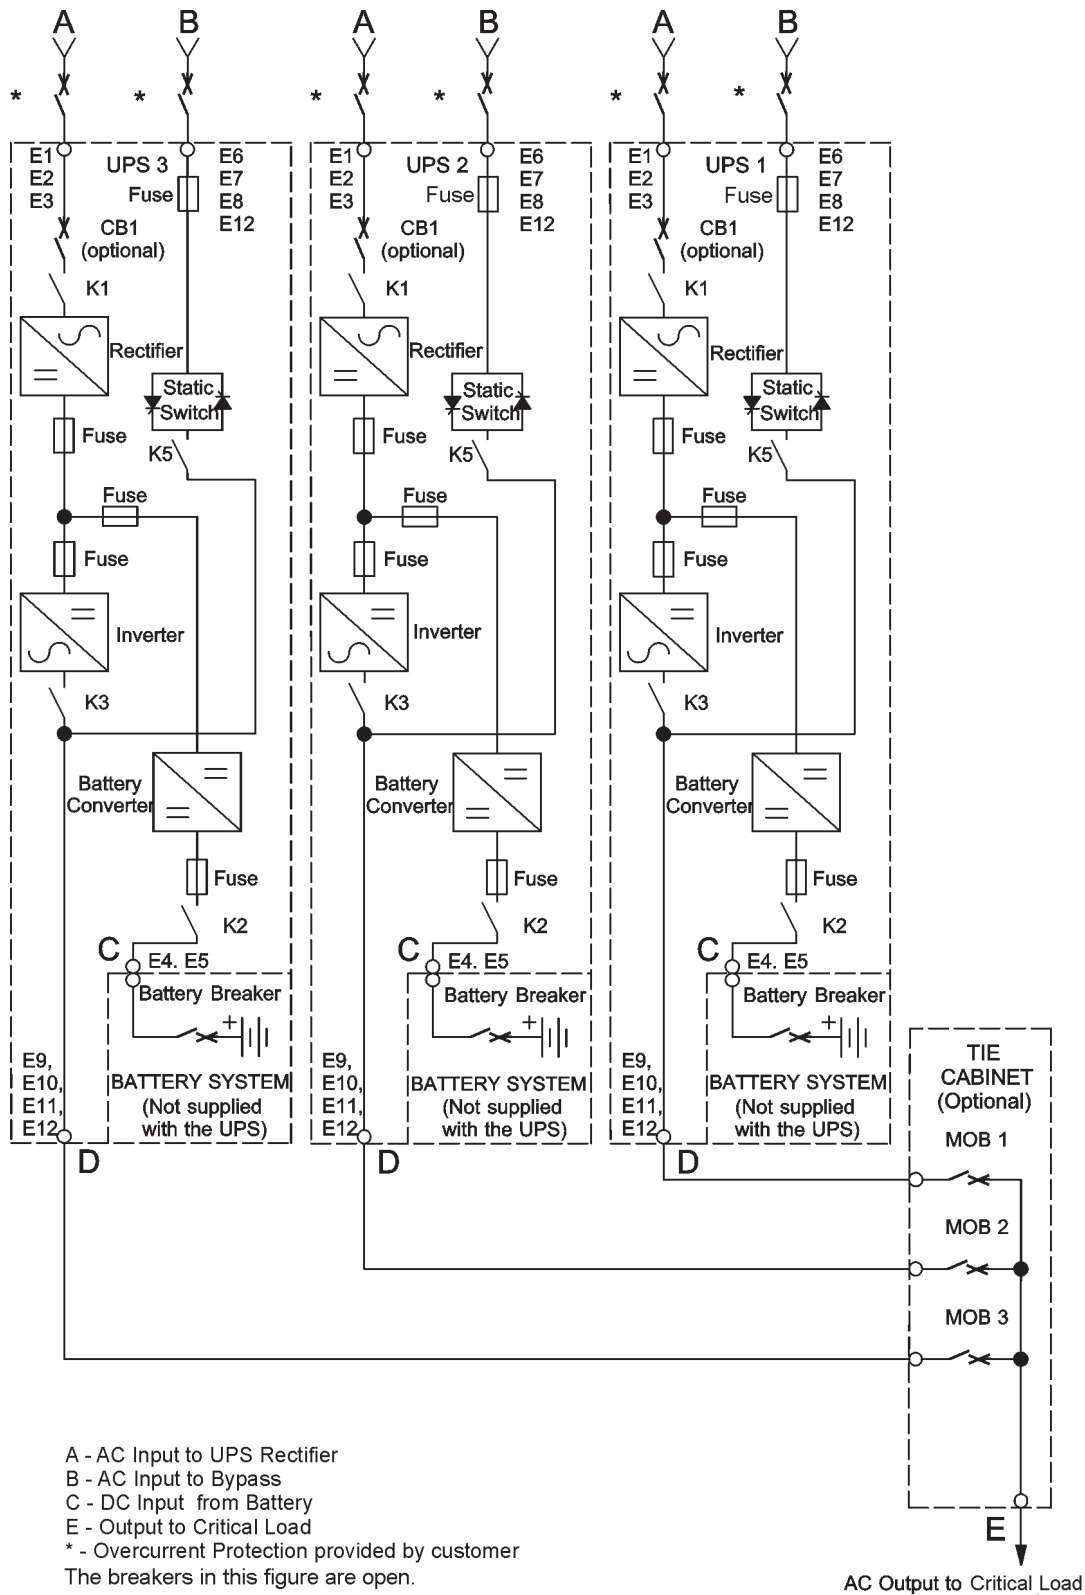 A B A B A B
* * * * * *
E1 UPS 3 E6 E1 UPS 2 E6 E1 UPS 1 E6
E2 Fuse E7 E2 Fuse E7 E2 Fuse E7
E3 E8 E3 E8 E3 E8
CB1 E12 CB1 E12 CB1 E12
(optional) (optional) (optional)
K1 K1 K1
Rectifier Rectifier Rectifier
Static Static Static
Switch Switch Switch
Fuse Fuse Fuse
K5 K5 K5
Fuse Fuse Fuse
Fuse Fuse Fuse
Inverter Inverter Inverter
K3 K3 K3
Battery Battery Battery
Converter Converter Converter
Fuse Fuse Fuse
K2 K2 K2
C E4. E5 C E4. E5 C E4. E5
Battery Breaker Battery Breaker Battery Breaker
+ + +
E9, E9, E9,
E10, BATTERY SYSTEM E10, BATTERY SYSTEM E10, BATTERY SYSTEM
E11, (Not supplied E11, (Not supplied E11, (Not supplied
E12 with the UPS) E12 with the UPS) E12 with the UPS)
D D D
TIE
CABINET
(Optional)
MOB 1
MOB 2
MOB 3
A - AC Input to UPS Rectifier
B - AC Input to Bypass
C - DC Input from Battery
E - Output to Critical Load
* - Overcurrent Protection provided by customer
The breakers in this figure are open.
E
AC Output to Critical Load